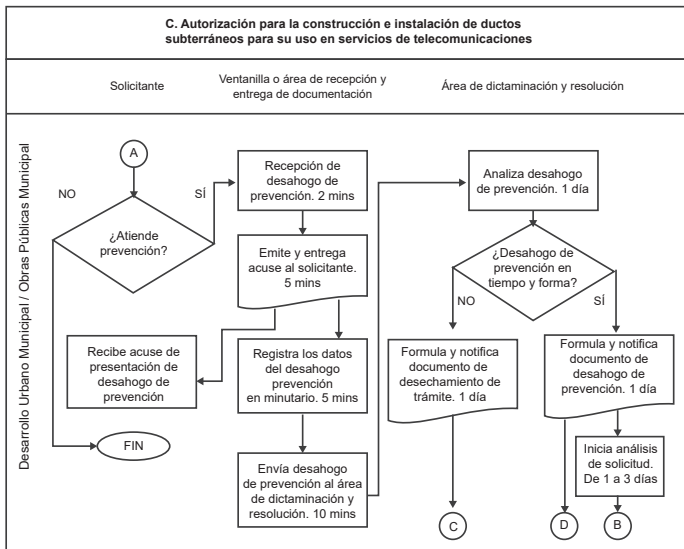 C. Autorización para la construcción e instalación de ductos
subterráneos para su uso en servicios de telecomunicaciones
Desarrollo Urbano Municipal / Obras Públicas Municipal
Solicitante
Ventanilla o área de recepción y
entrega de documentación
Área de dictaminación y resolución
A
NO
SÍ
¿Atiende
prevención?
Recibe acuse de
presentación de
desahogo de
prevención
FIN
Recepción de
desahogo de
prevención. 2 mins
Emite y entrega
acuse al solicitante.
5 mins
Registra los datos
del desahogo
prevención
en minutario. 5 mins
Envía desahogo
de prevención al área
de dictaminación y
resolución. 10 mins
Analiza desahogo
de prevención. 1 día
¿Desahogo de
prevención en
tiempo y forma?
NO
SÍ
Formula y notifica
documento de
desechamiento de
trámite. 1 día
Formula y notifica
documento de
desahogo de
prevención. 1 día
Inicia análisis
de solicitud.
De 1 a 3 días
C
D
B